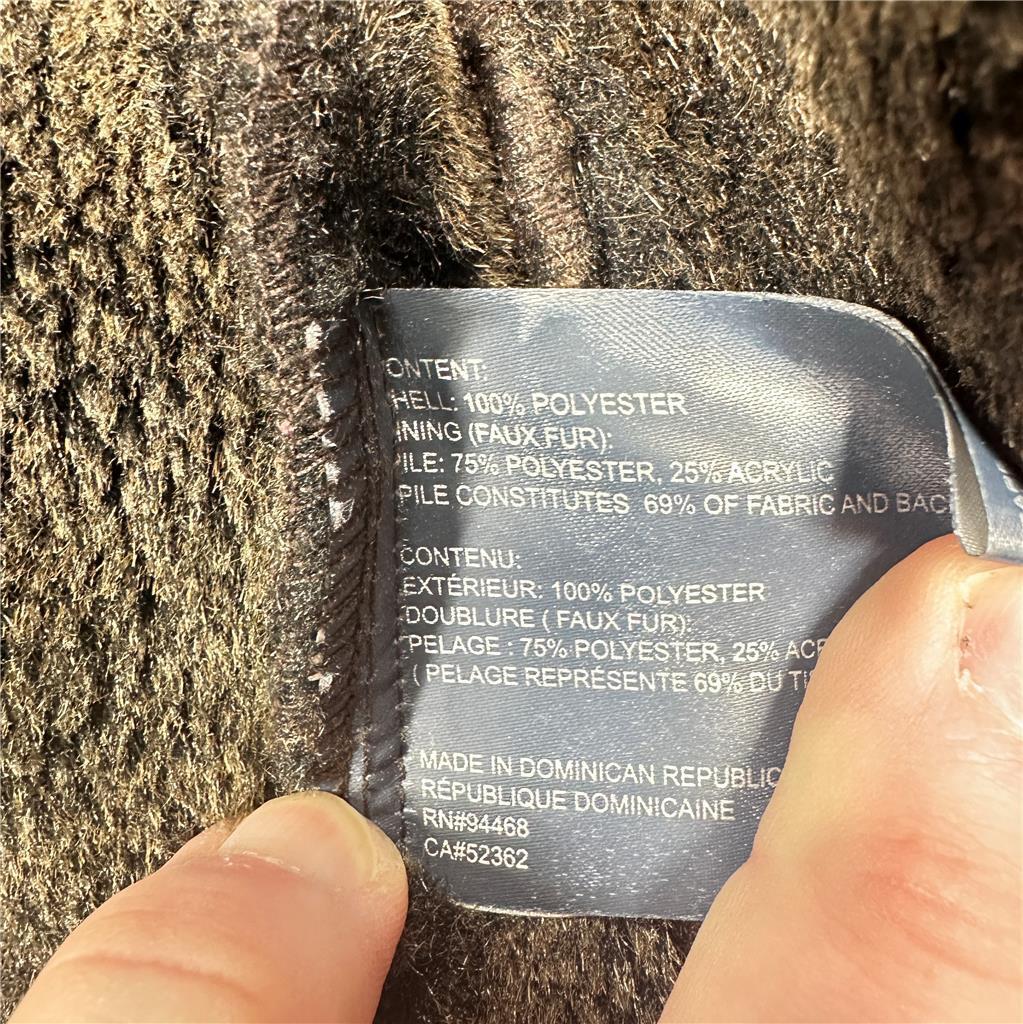 ONTENT:
HELL: 100% POLYESTER
INING (FAUX FUR):
ILE: 75% POLYESTER, 25% ACRYLIC
PILE CONSTITUTES 69% OF FABRIC AND BAC
CONTENU:
EXTÉRIEUR: 100% POLYESTER
DOUBLURE ( FAUX FUR):
PELAGE : 75% POLYESTER, 25% ACR
( PELAGE REPRÉSENTE 69% DU TI
MADE IN DOMINICAN REPUBLIC
RÉPUBLIQUE DOMINICAINE
RN#94468
CA#52362